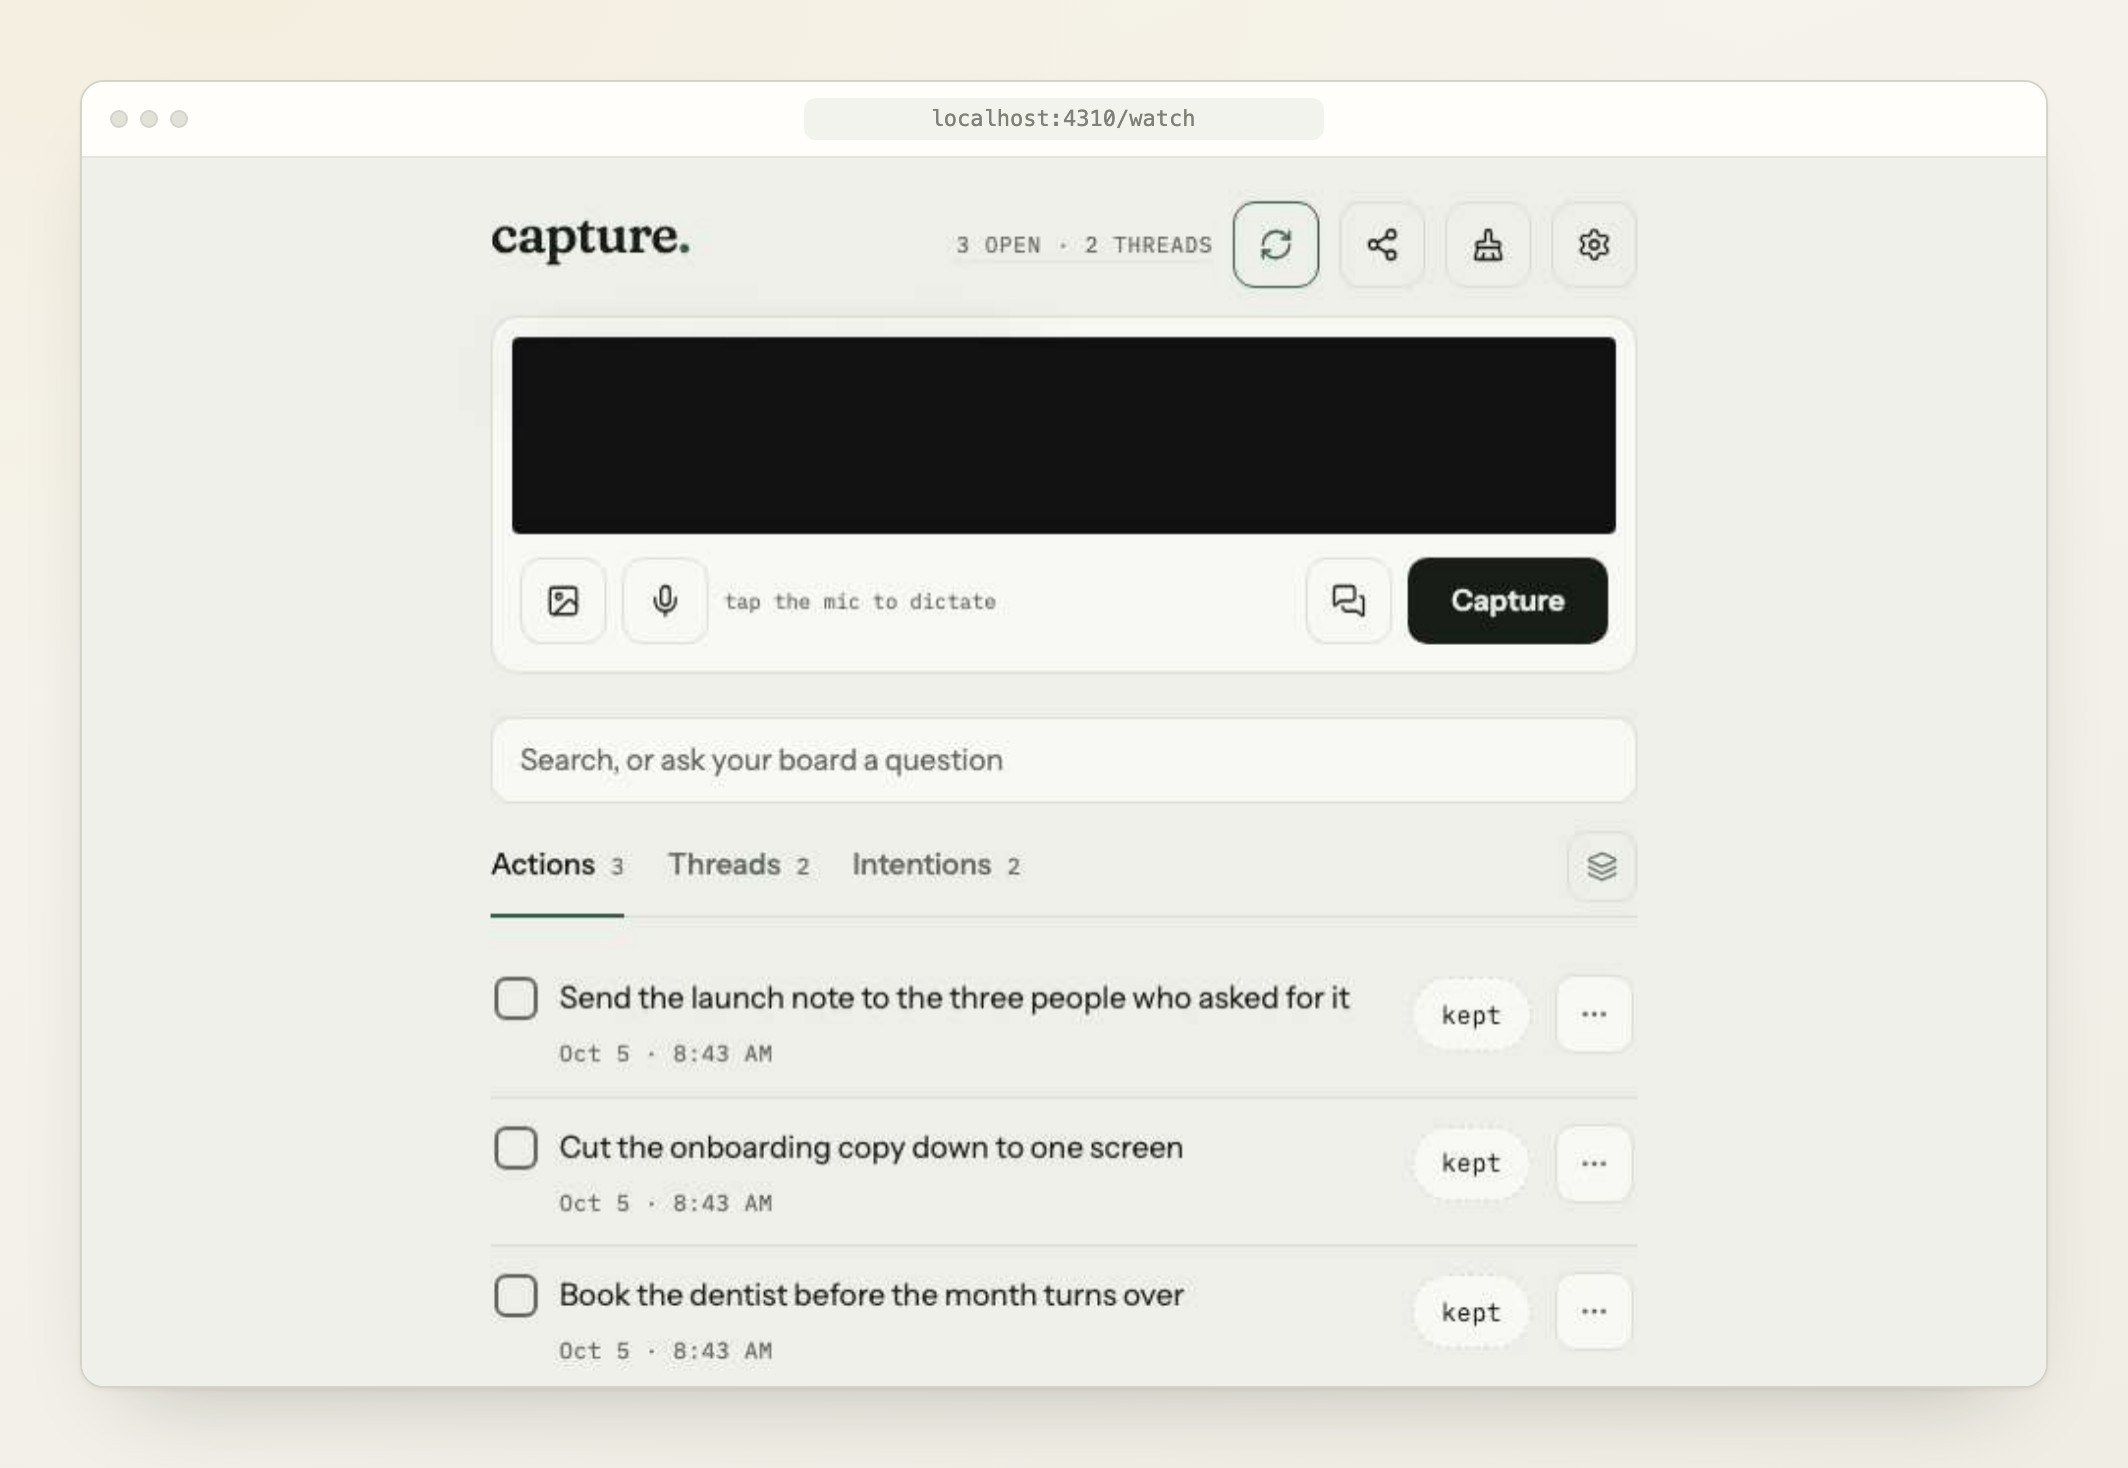 localhost:4310/watch
capture.
3 OPEN · 2 THREADS
tap the mic to dictate
Capture
Search, or ask your board a question
Actions 3 Threads 2 Intentions 2
Send the launch note to the three people who asked for it
kept
Oct 5 · 8:43 AM
Cut the onboarding copy down to one screen
kept
Oct 5 · 8:43 AM
Book the dentist before the month turns over
kept
Oct 5 · 8:43 AM